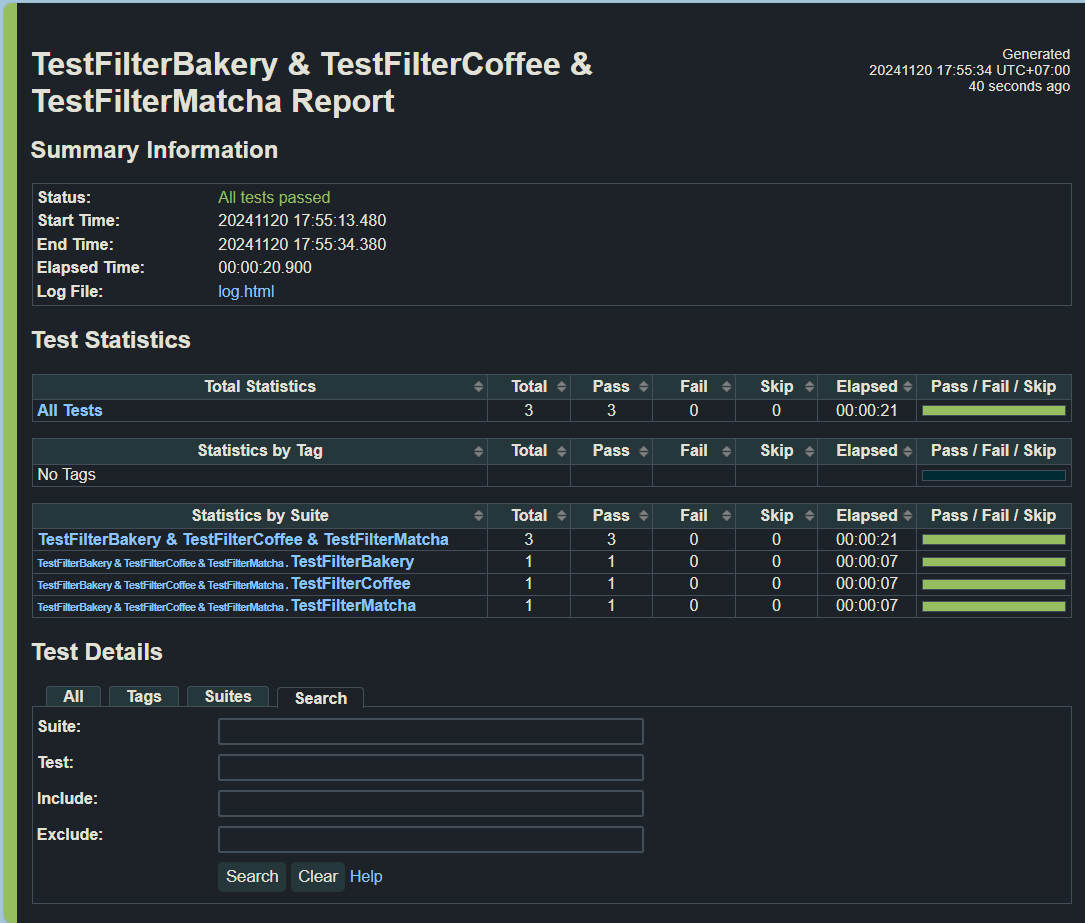 TestFilterBakery & TestFilterCoffee &
TestFilterMatcha Report
Generated
20241120 17:55:34 UTC+07:00
40 seconds ago
Summary Information
Status: All tests passed
Start Time: 20241120 17:55:13.480
End Time: 20241120 17:55:34.380
Elapsed Time: 00:00:20.900
Log File: log.html
Test Statistics
Total Statistics Total Pass Fail Skip Elapsed Pass / Fail / Skip
All Tests 3 3 0 0 00:00:21
Statistics by Tag Total Pass Fail Skip Elapsed Pass / Fail / Skip
No Tags
Statistics by Suite Total Pass Fail Skip Elapsed Pass / Fail / Skip
TestFilterBakery & TestFilterCoffee & TestFilterMatcha 3 3 0 0 00:00:21
TestFilterBakery & TestFilterCoffee & TestFilterMatcha . TestFilterBakery 1 1 0 0 00:00:07
TestFilterBakery & TestFilterCoffee & TestFilterMatcha . TestFilterCoffee 1 1 0 0 00:00:07
TestFilterBakery & TestFilterCoffee & TestFilterMatcha . TestFilterMatcha 1 1 0 0 00:00:07
Test Details
All Tags Suites Search
Suite:
Test:
Include:
Exclude:
Search Clear Help